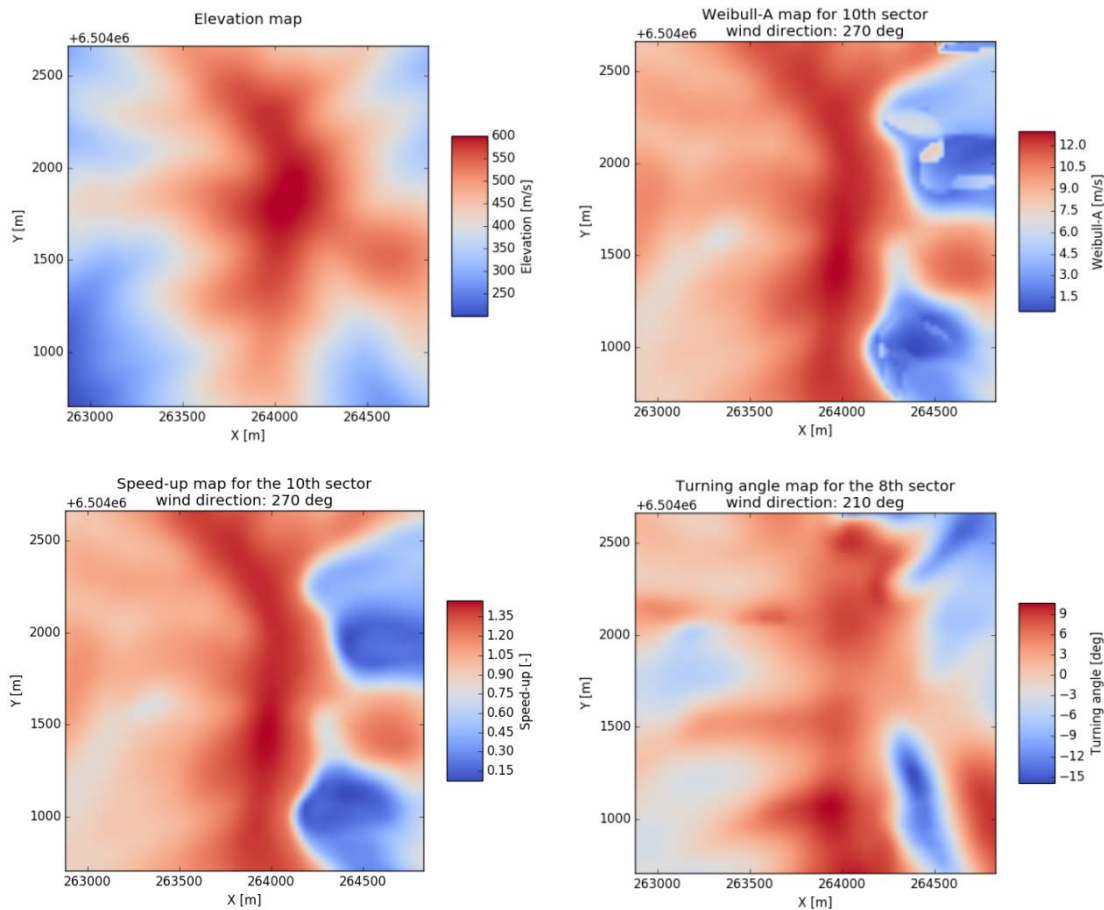 Elevation map
+6.504e6
2500
2000
1500
1000
263000 263500 264000 264500
X [m]
Y [m]
600
550
500
450
400
350
300
250
Elevation [m/s]
Weibull-A map for 10th sector
wind direction: 270 deg
+6.504e6
2500
2000
1500
1000
263000 263500 264000 264500
X [m]
Y [m]
12.0
10.5
9.0
7.5
6.0
4.5
3.0
1.5
Weibull-A [m/s]
Speed-up map for the 10th sector
wind direction: 270 deg
+6.504e6
2500
2000
1500
1000
263000 263500 264000 264500
X [m]
Y [m]
1.35
1.20
1.05
0.90
0.75
0.60
0.45
0.30
0.15
Speed-up [-]
Turning angle map for the 8th sector
wind direction: 210 deg
+6.504e6
2500
2000
1500
1000
263000 263500 264000 264500
X [m]
Y [m]
9
6
3
0
−3
−6
−9
−12
−15
Turning angle [deg]